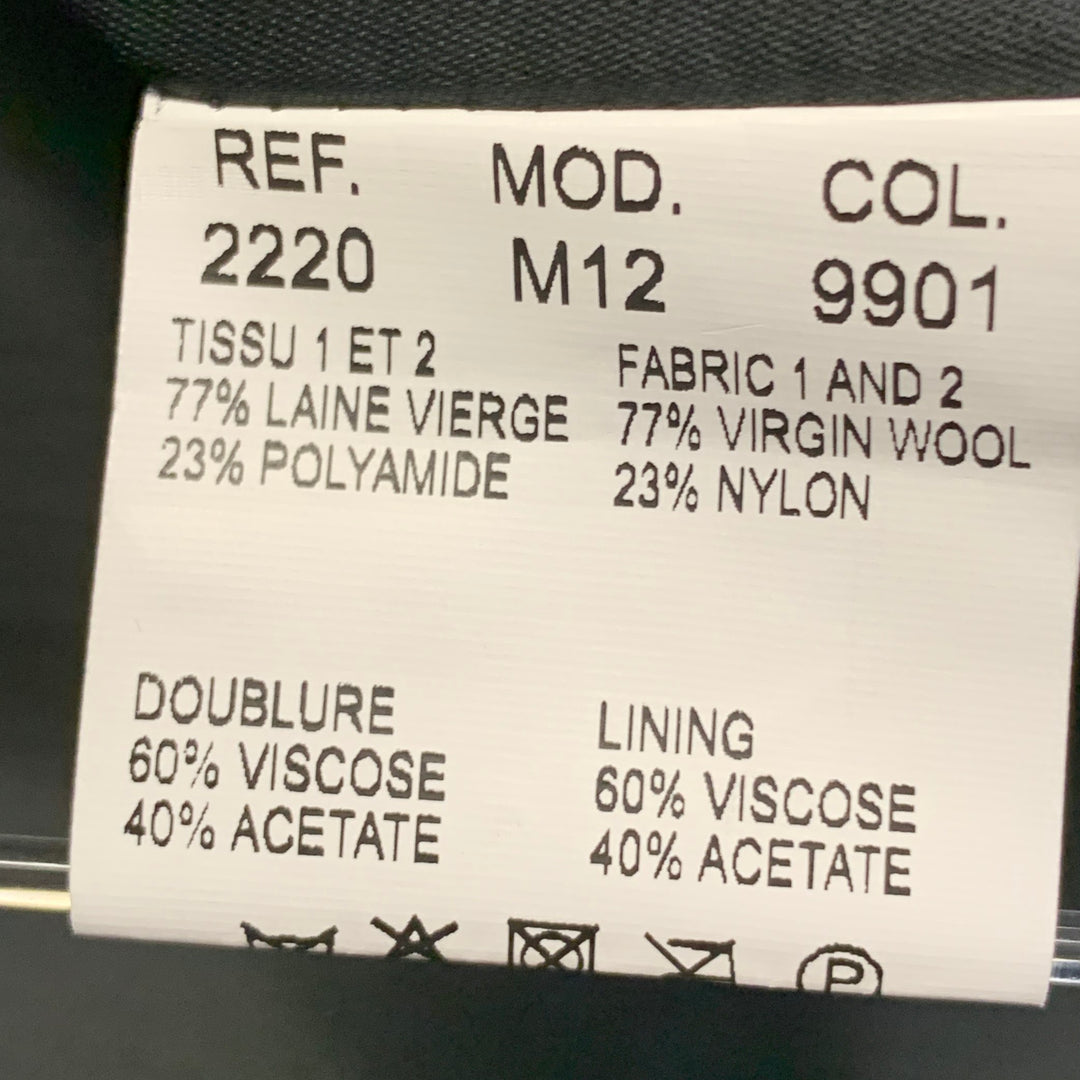 REF. MOD. COL.
2220 M12 9901
TISSU 1 ET 2
77% LAINE VIERGE
23% POLYAMIDE
FABRIC 1 AND 2
77% VIRGIN WOOL
23% NYLON
DOUBLURE
60% VISCOSE
40% ACETATE
LINING
60% VISCOSE
40% ACETATE
P